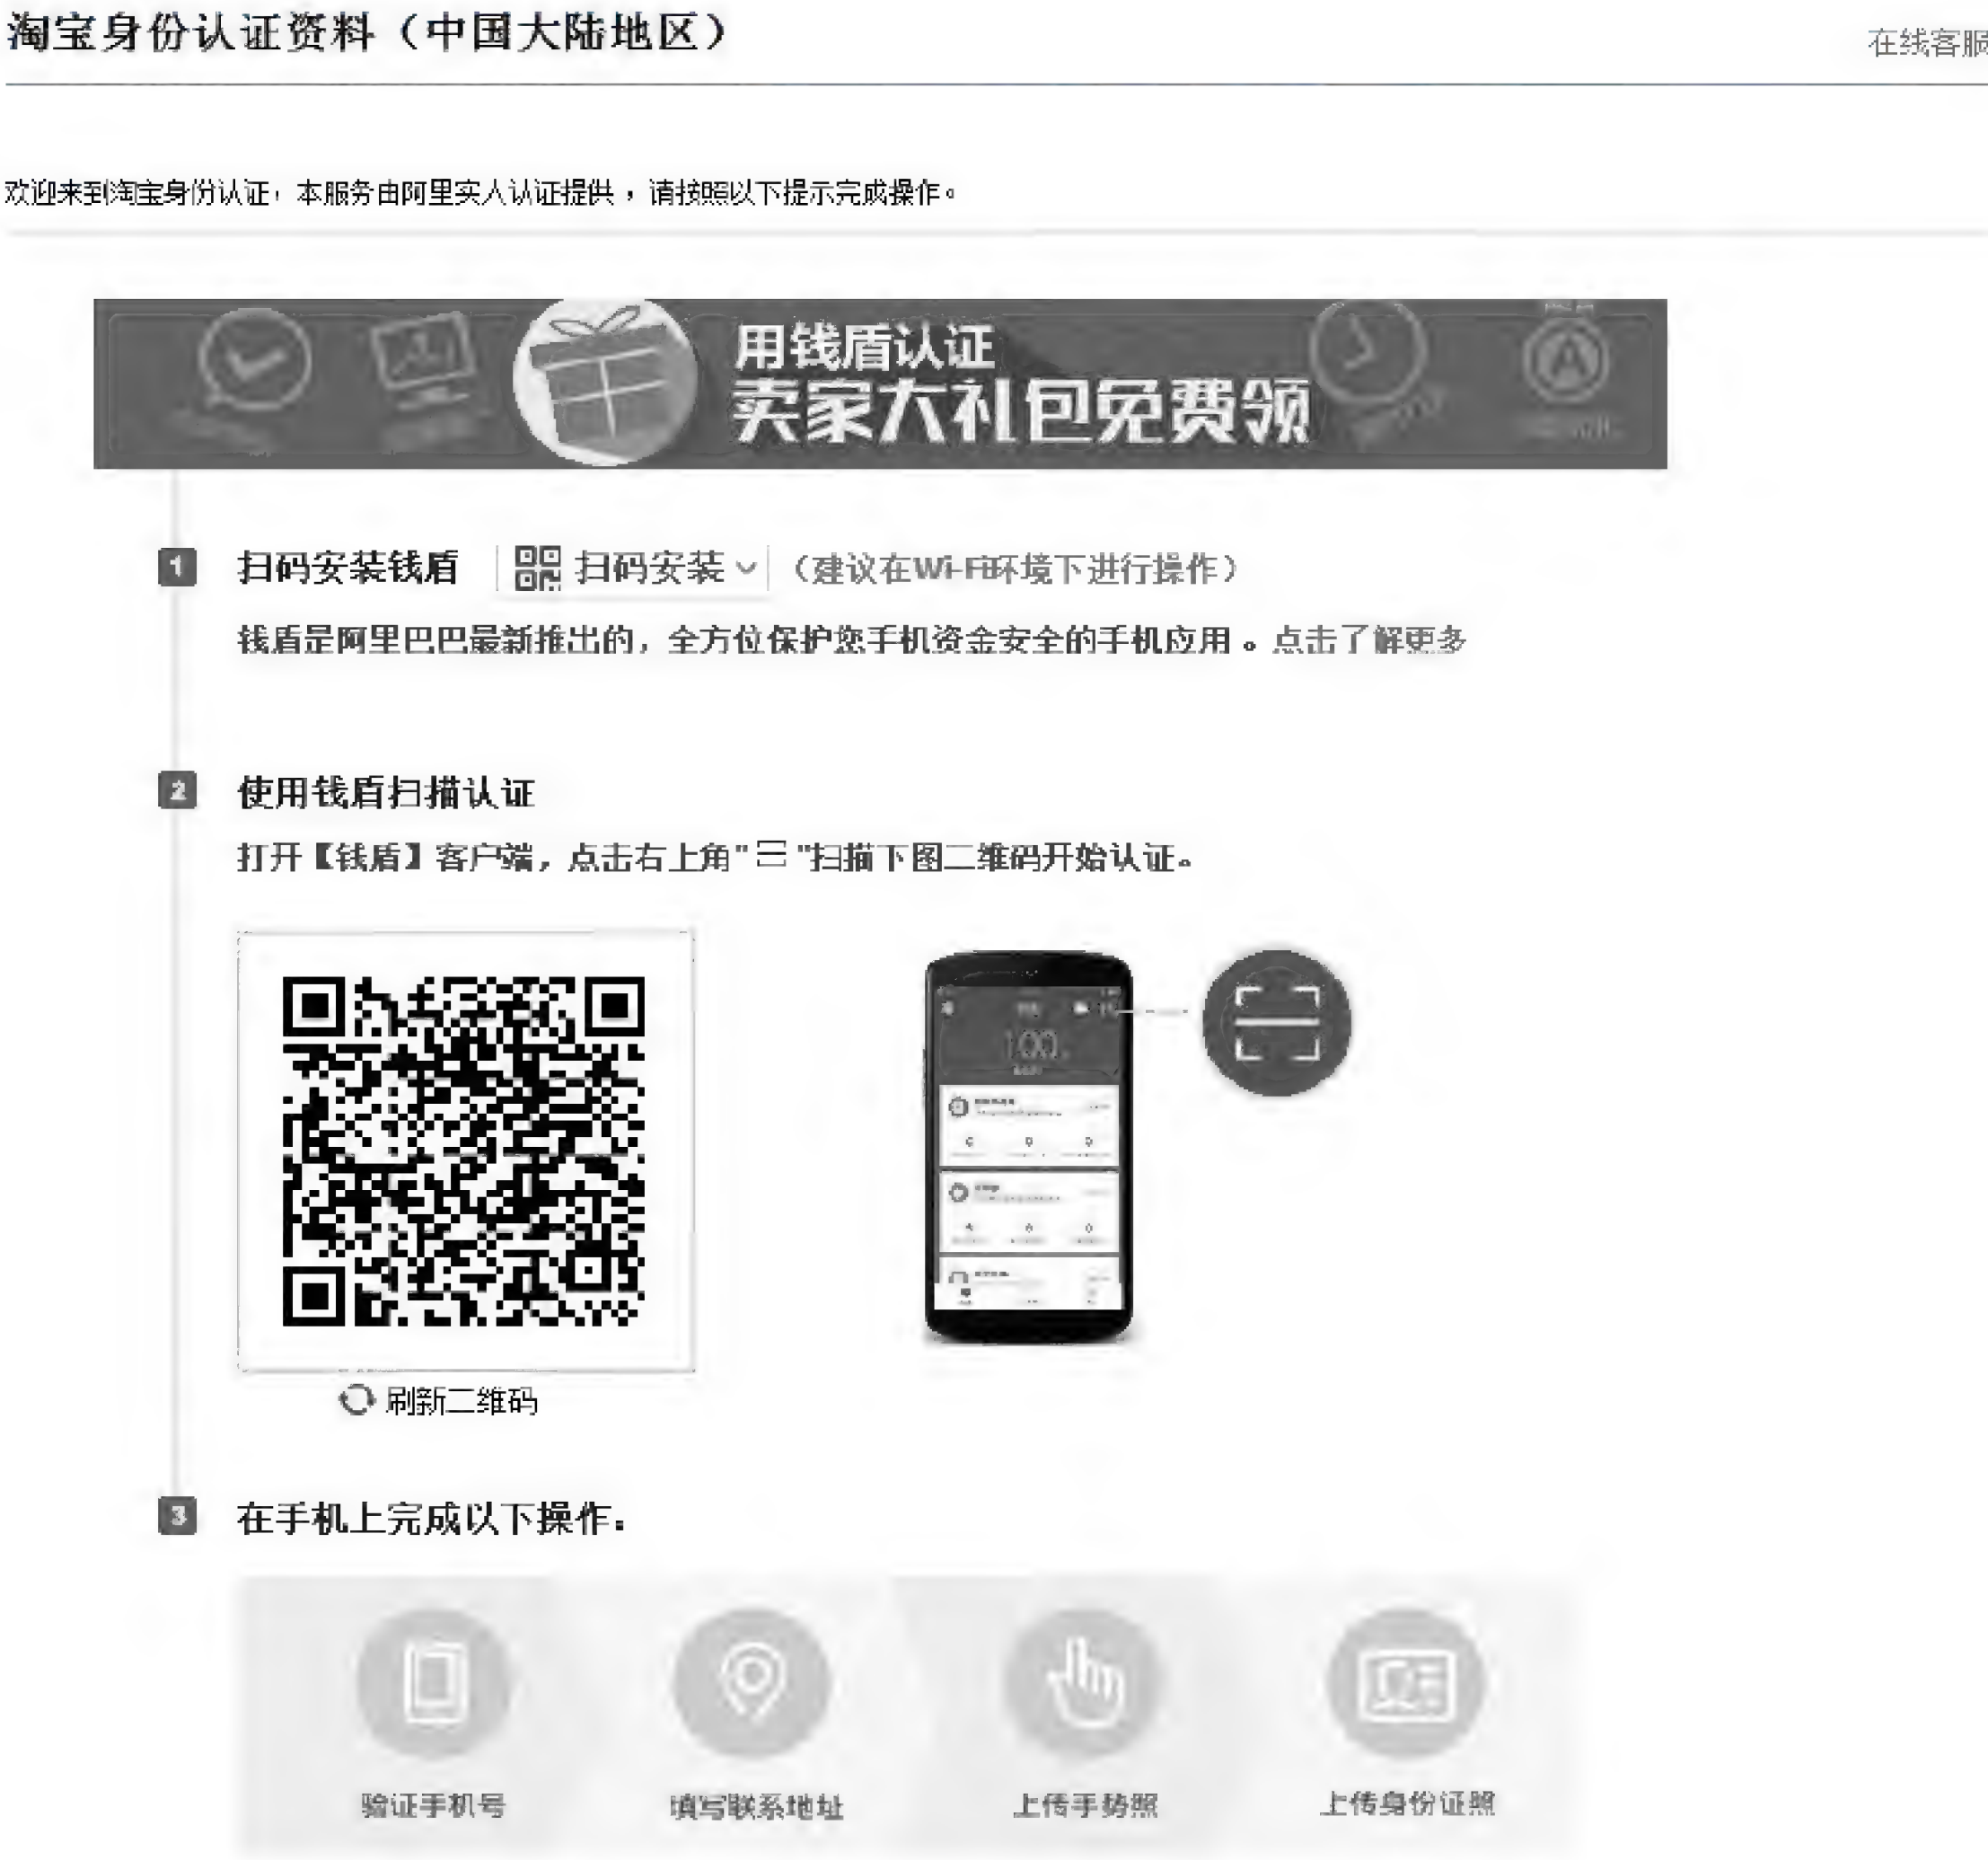 淘宝身份认证资料（中国大陆地区）
在线客服
欢迎来到淘宝身份认证，本服务由阿里实人认证提供，请按照以下提示完成操作。
用钱盾认证
卖家大礼包免费领
1 扫码安装钱盾 扫码安装 （建议在Wi-Fi环境下进行操作）
钱盾是阿里巴巴最新推出的，全方位保护您手机资金安全的手机应用。点击了解更多
2 使用钱盾扫描认证
打开【钱盾】客户端，点击右上角"三"扫描下图二维码开始认证。
100
刷新二维码
3 在手机上完成以下操作.
验证手机号 填写联系地址 上传手势照 上传身份证照